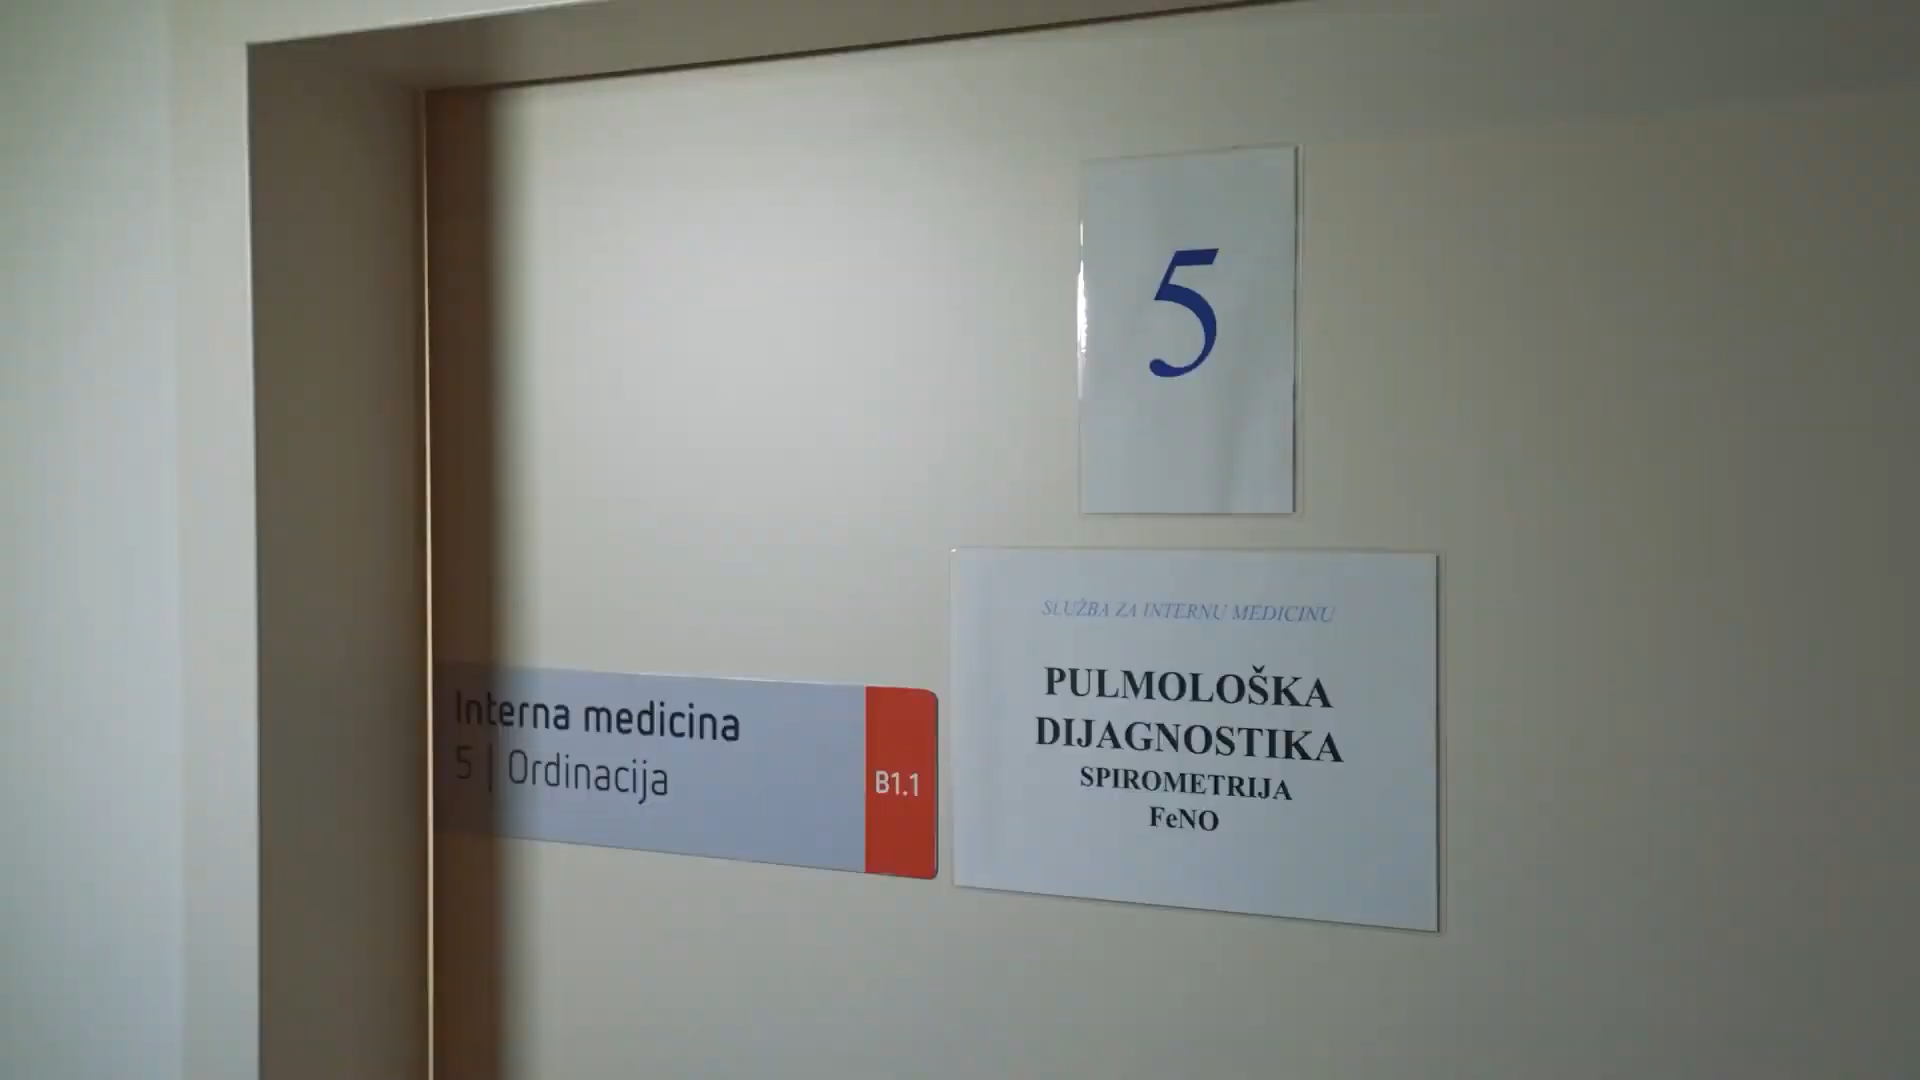 5
SLUŽBA ZA INTERNU MEDICINU
PULMOLOŠKA
DIJAGNOSTIKA
SPIROMETRIJA
FeNO
Interna medicina
5 | Ordinacija
B1.1